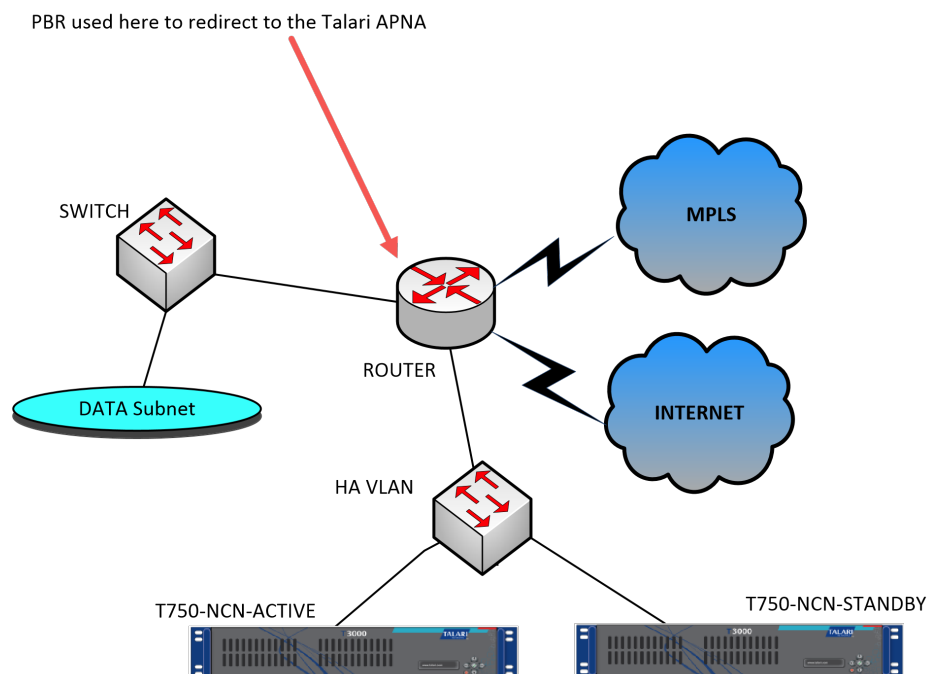 PBR used here to redirect to the Talari APNA
SWITCH
MPLS
ROUTER
DATA Subnet
INTERNET
HA VLAN
T750-NCN-ACTIVE
T750-NCN-STANDBY
3000
TALARI
3000
TALARI